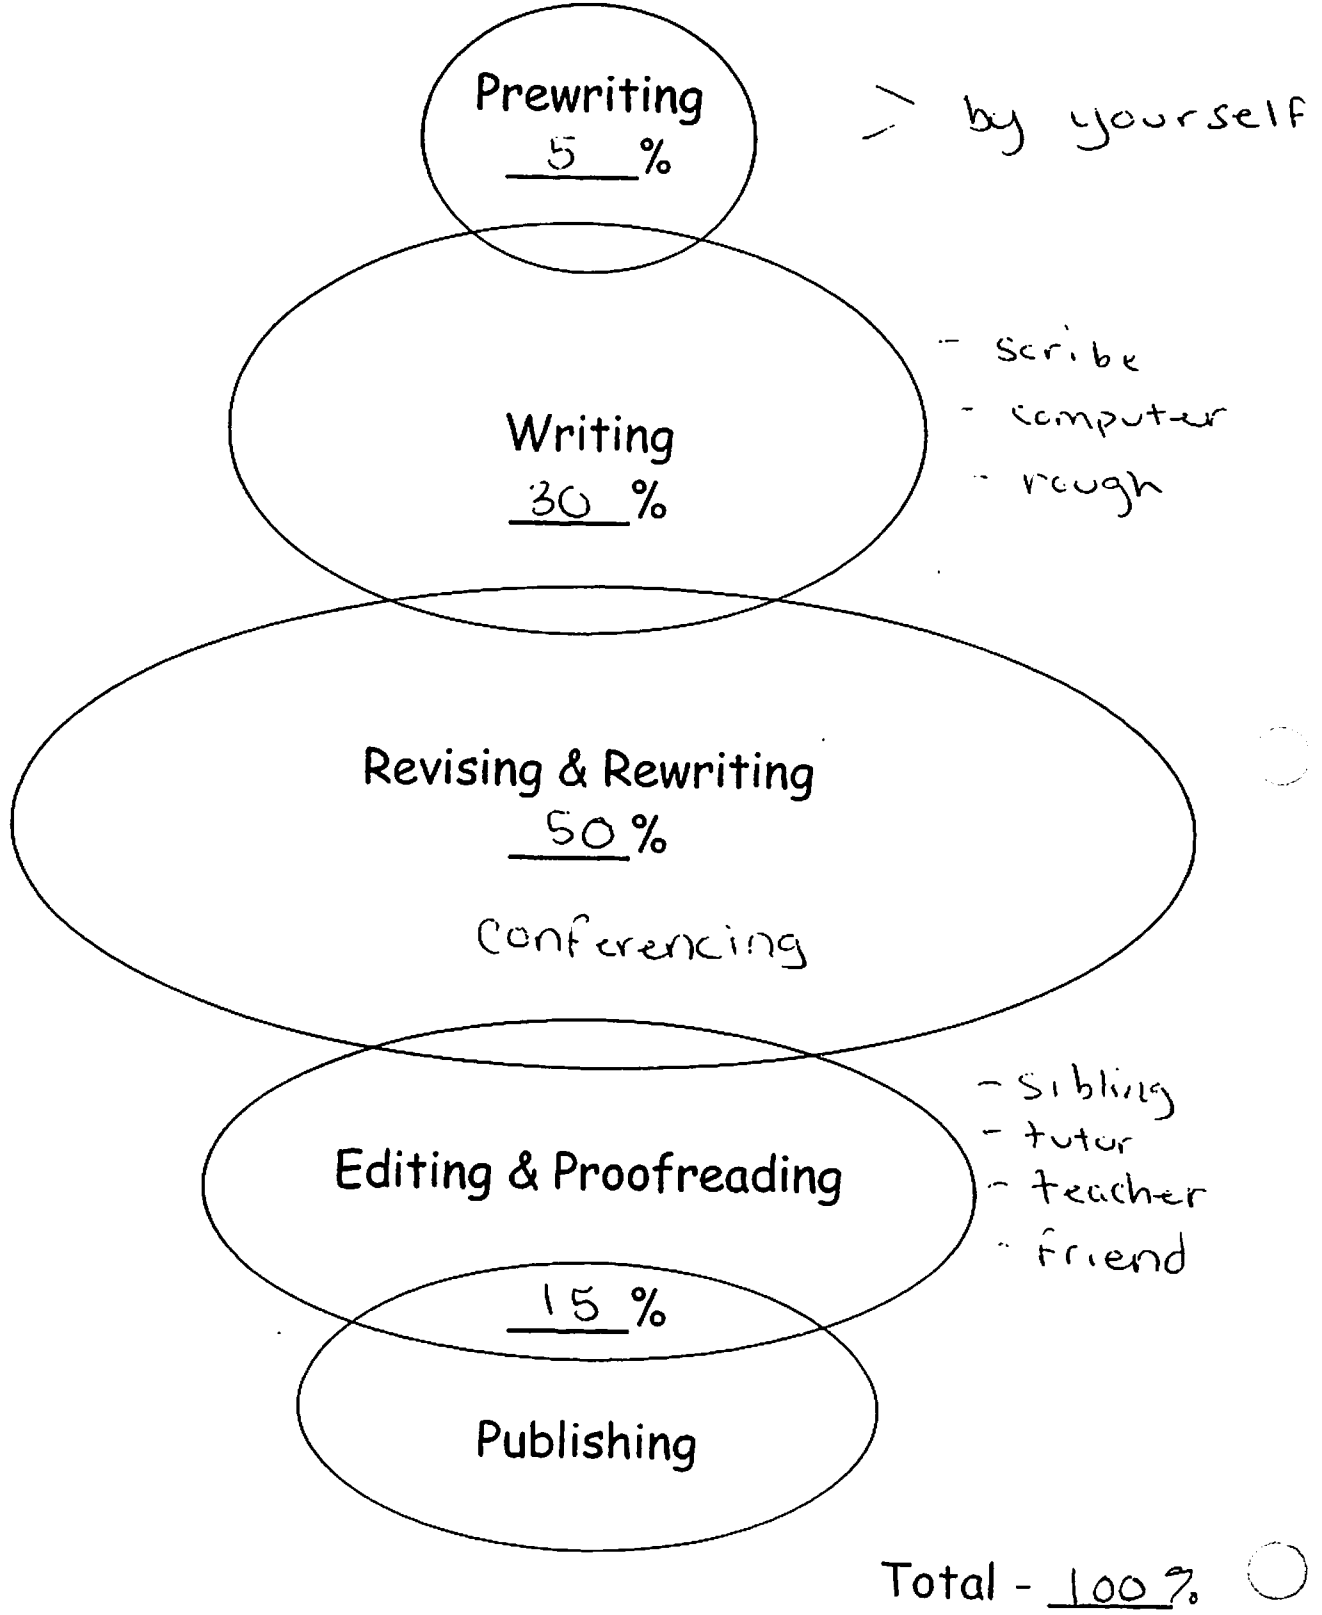 Prewriting
5 %
> by yourself
Writing
30 %
- scribe
- computer
- rough
Revising & Rewriting
50 %
Conferencing
Editing & Proofreading
- sibling
- tutor
- teacher
- friend
15 %
Publishing
Total - 100 %